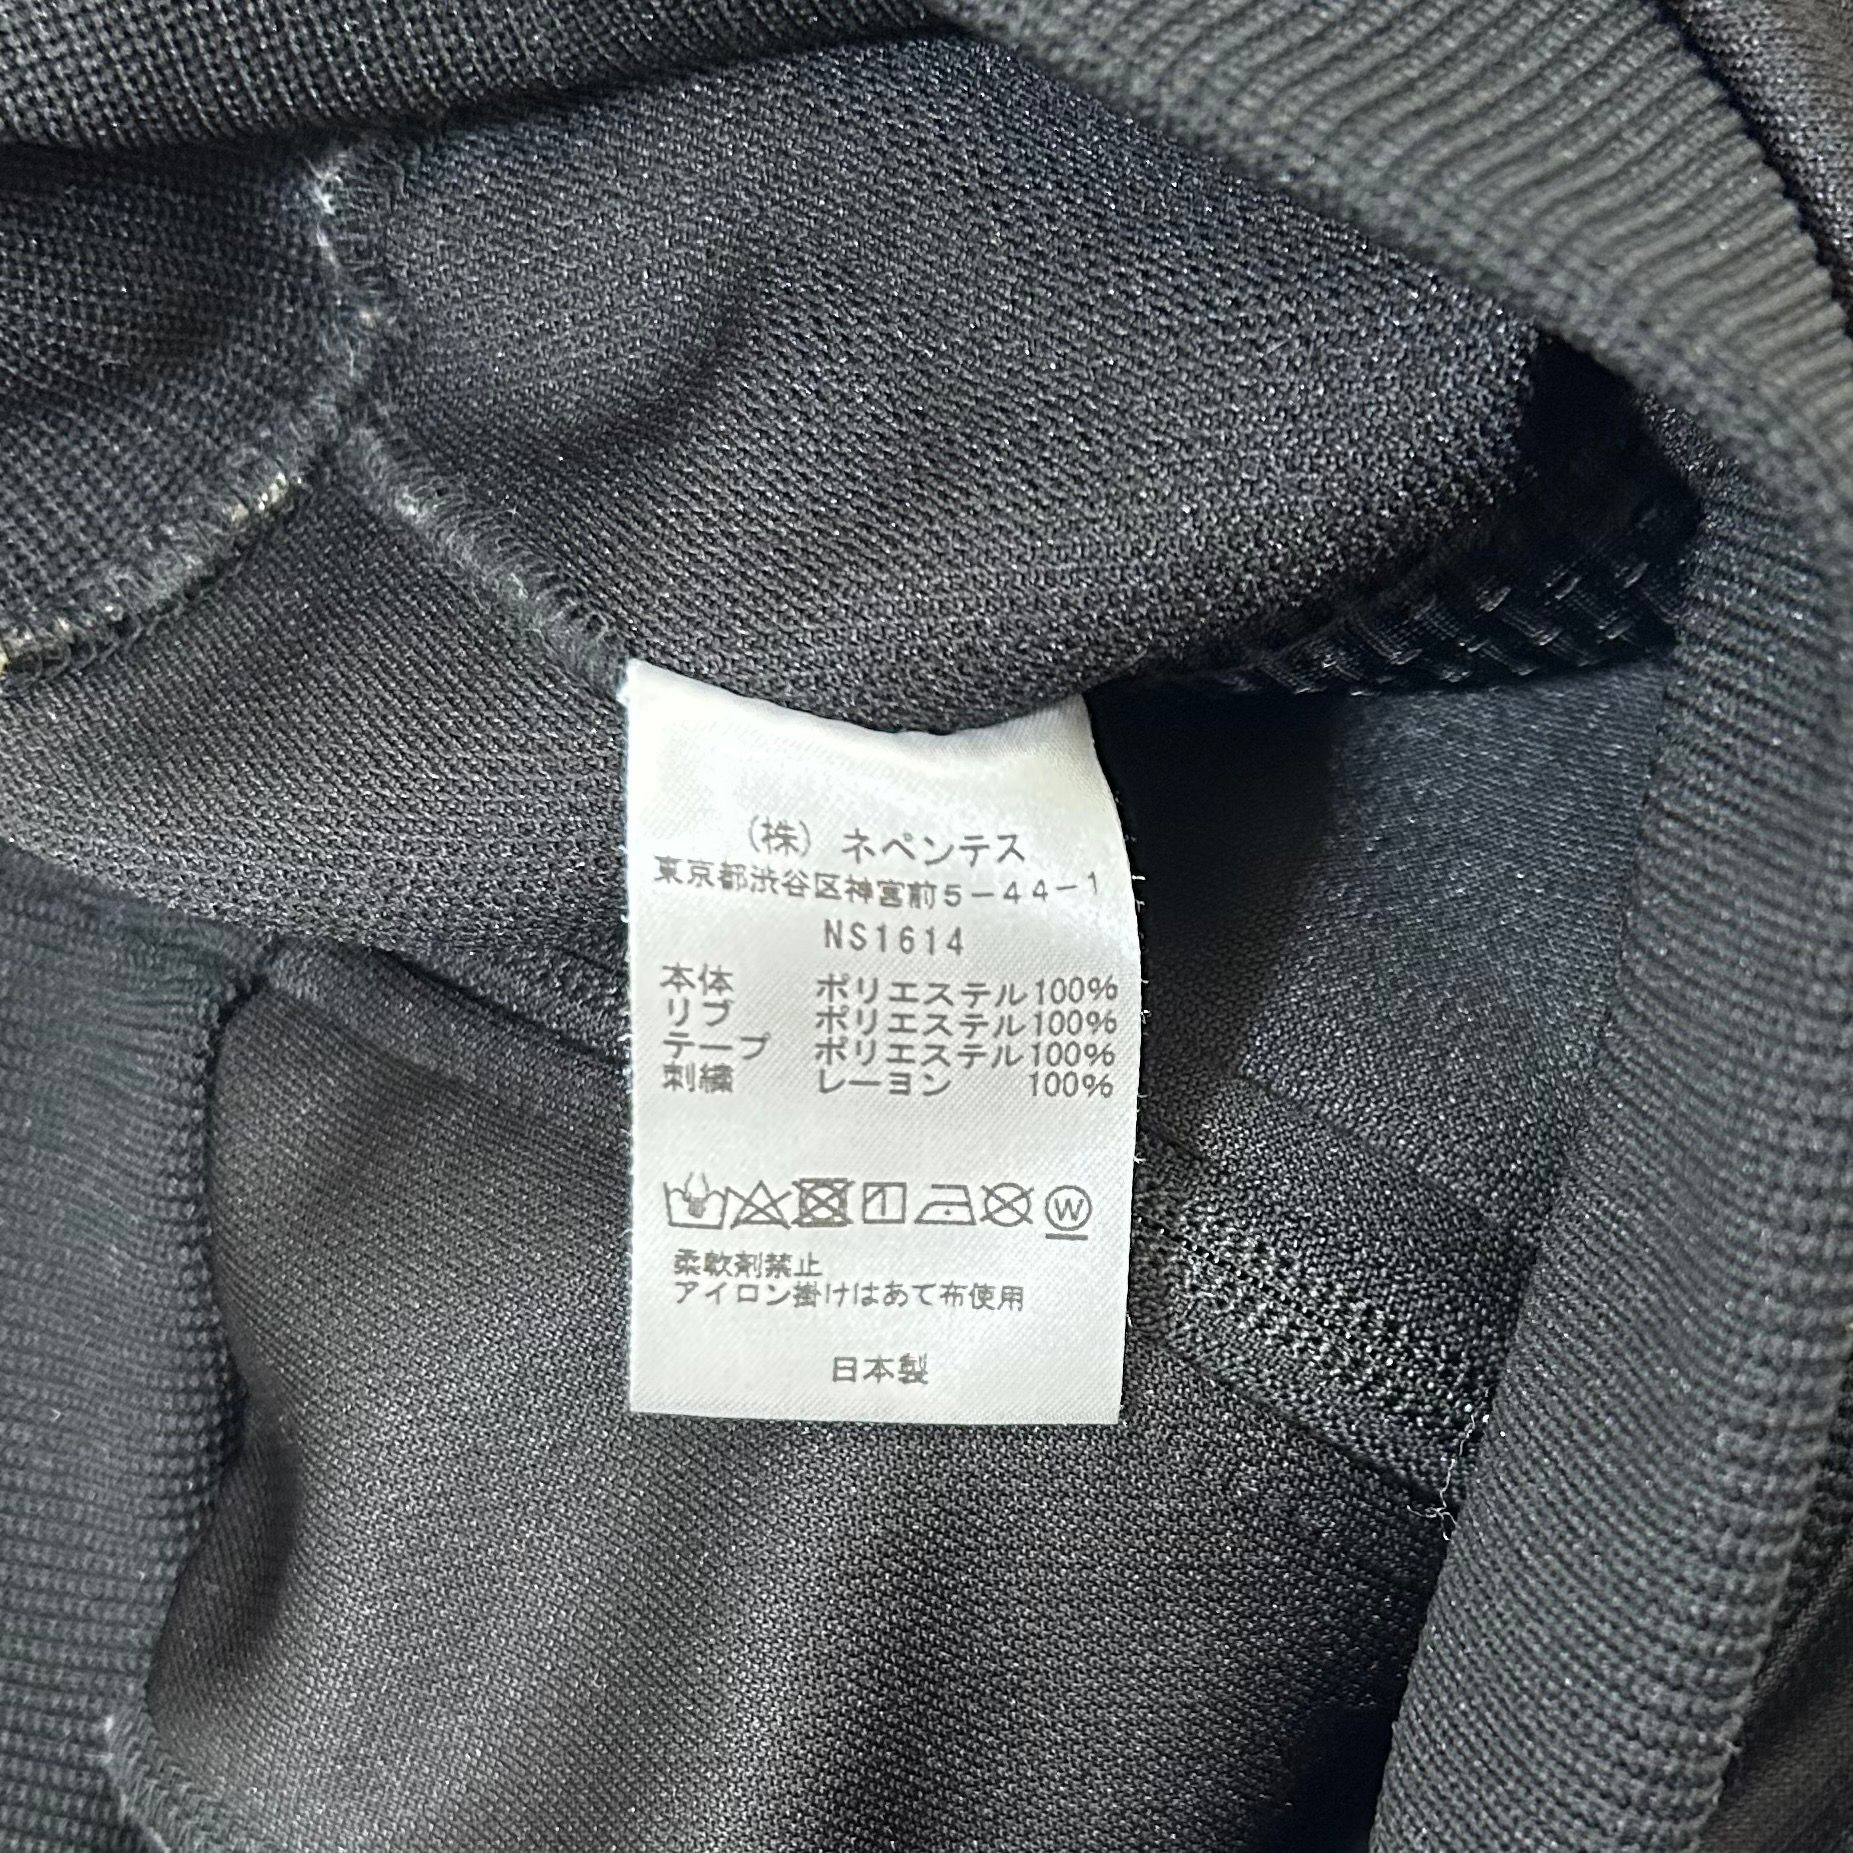 (株) ネペンテス
東京都渋谷区神宮前5-44-1
NS1614
本体 ポリエステル100%
リブ ポリエステル100%
テープ ポリエステル100%
刺繍 レーヨン 100%
W
柔軟剤禁止
アイロン掛けはあて布使用
日本製